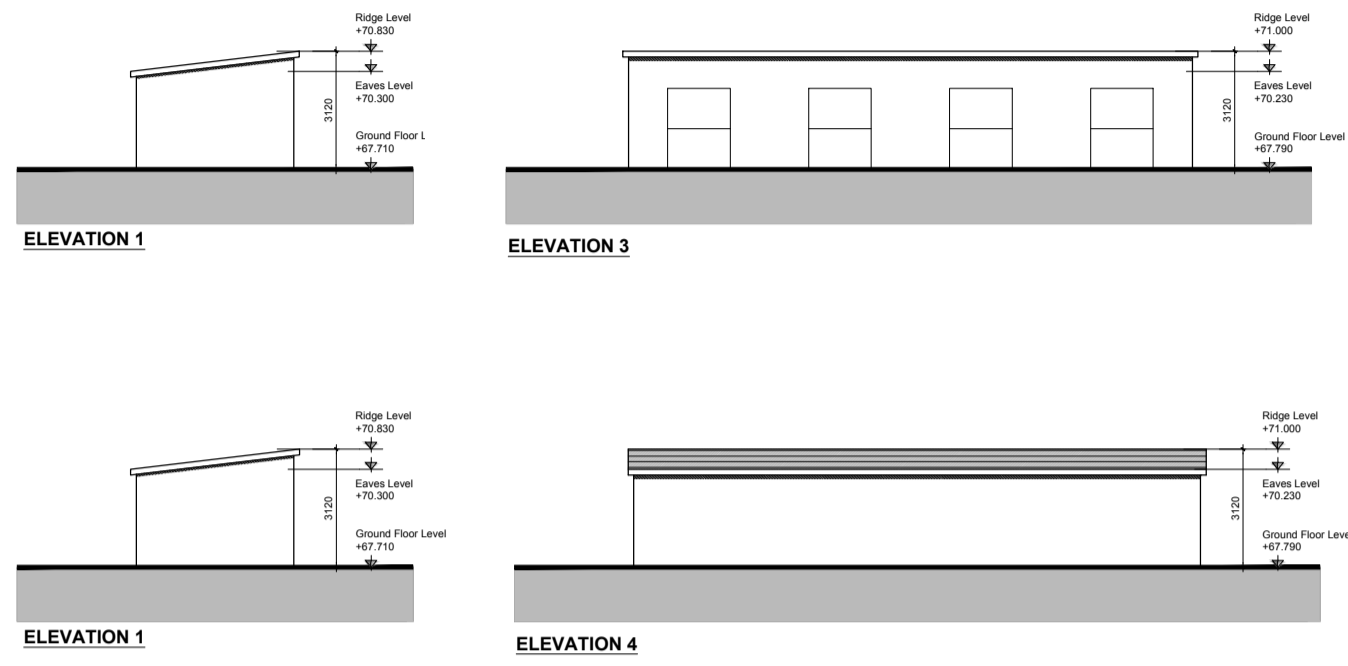 Ridge Level
+70.830
Eaves Level
+70.300
3120
Ground Floor L
+67.710
ELEVATION 1
Ridge Level
+71.000
Eaves Level
+70.230
3120
Ground Floor Level
+67.790
ELEVATION 3
Ridge Level
+70.830
Eaves Level
+70.300
3120
Ground Floor Level
+67.710
ELEVATION 1
Ridge Level
+71.000
Eaves Level
+70.230
3120
Ground Floor Leve
+67.790
ELEVATION 4